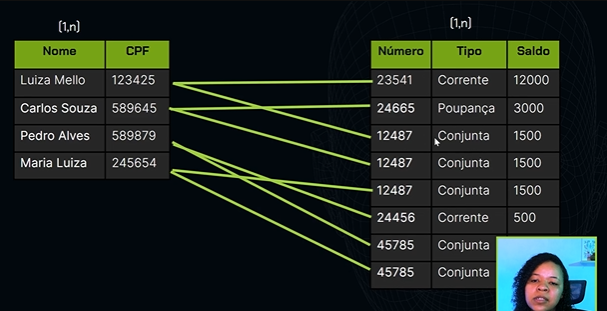 (1,n)
Nome CPF
Luiza Mello 123425
Carlos Souza 589645
Pedro Alves 589879
Maria Luiza 245654
(1,n)
Número Tipo Saldo
23541 Corrente 12000
24665 Poupança 3000
12487 Conjunta 1500
12487 Conjunta 1500
12487 Conjunta 1500
24456 Corrente 500
45785 Conjunta
45785 Conjunta